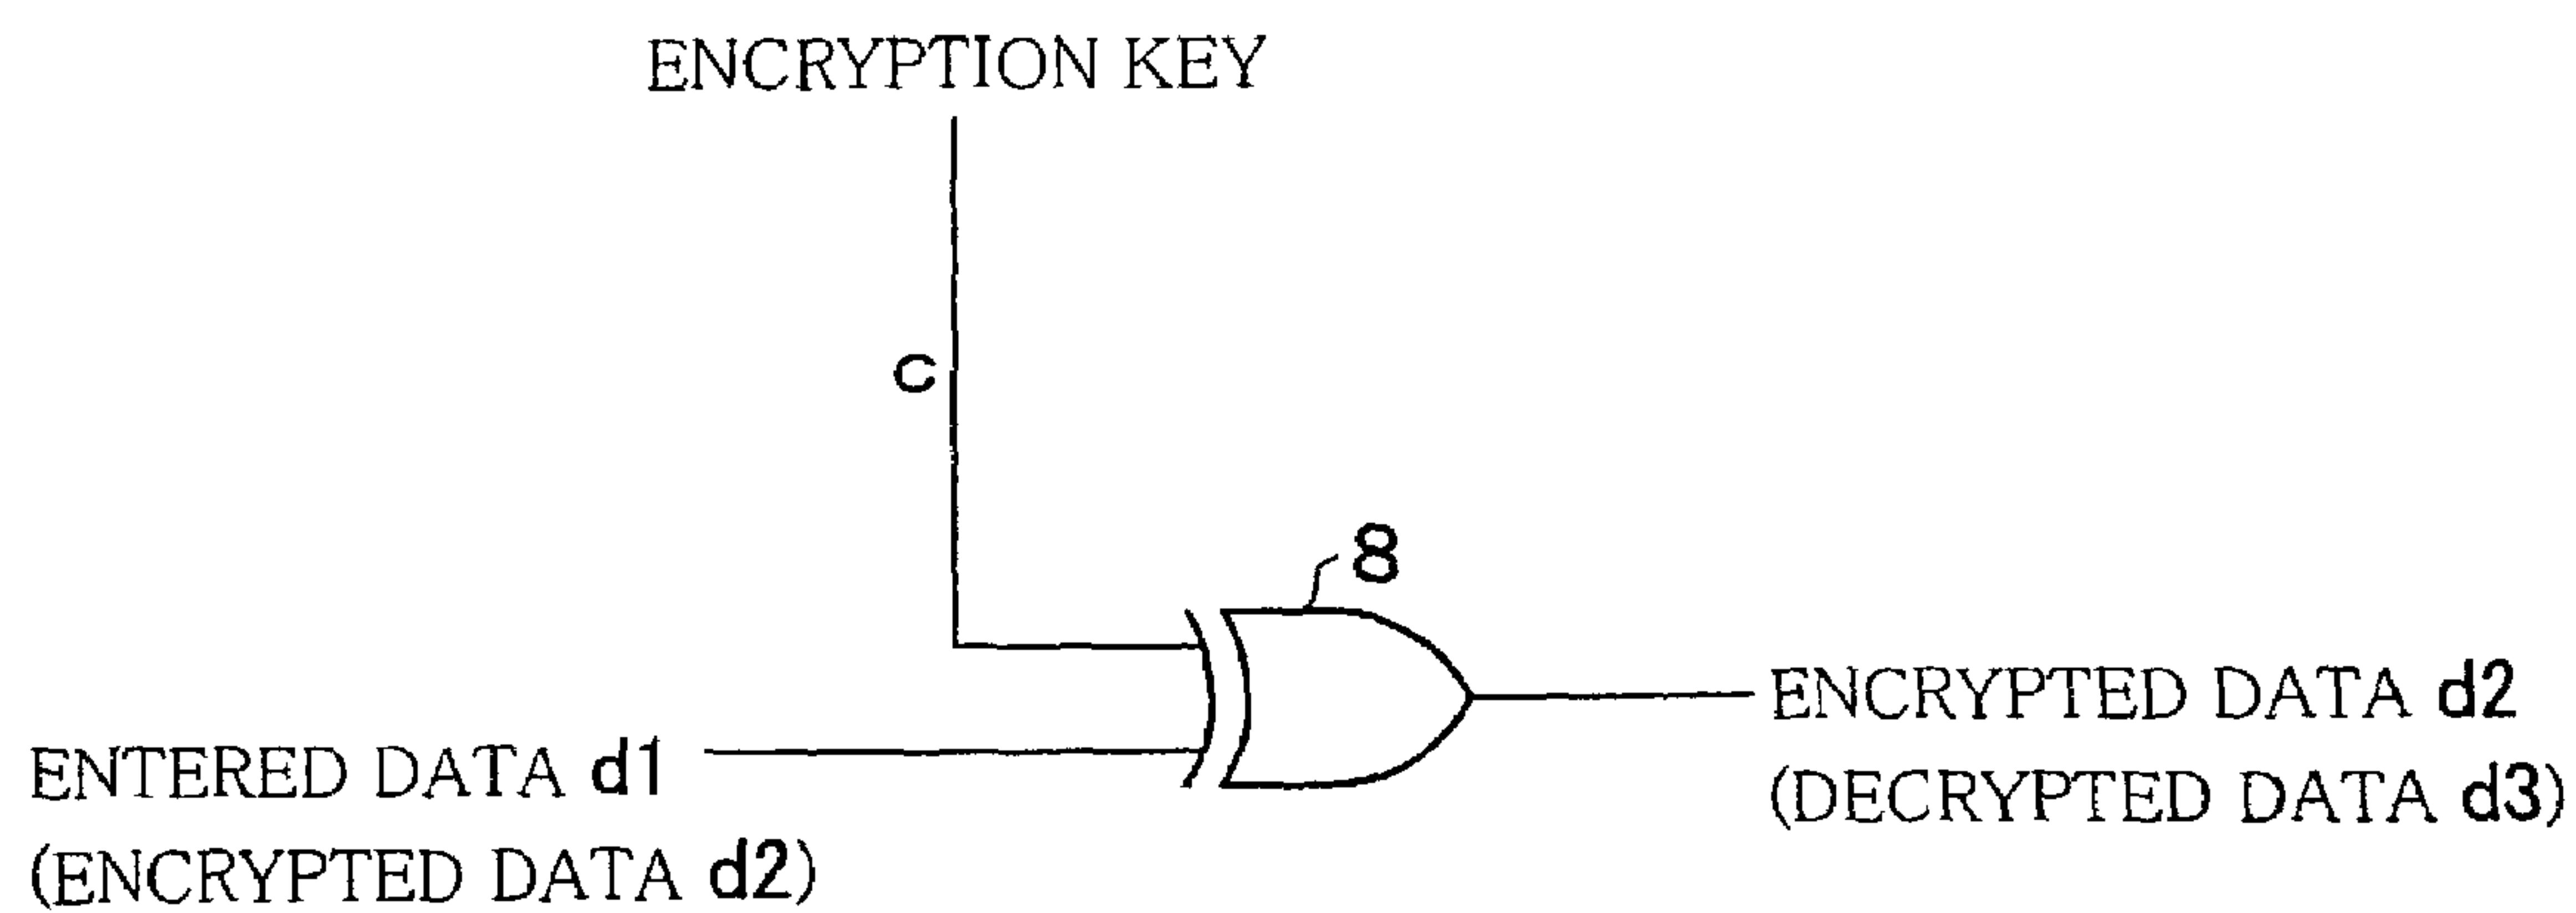 ENCRYPTION KEY
c
8
ENTERED DATA d1
(ENCRYPTED DATA d2)
ENCRYPTED DATA d2
(DECRYPTED DATA d3)